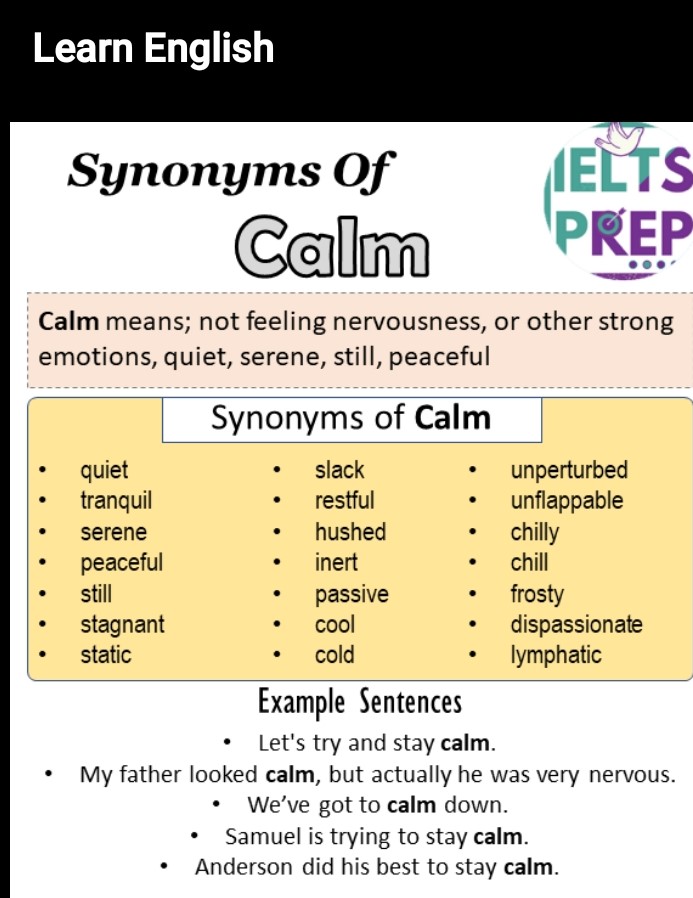 Learn English
Synonyms Of
Calm
IELTS
PREP
Calm means; not feeling nervousness, or other strong
emotions, quiet, serene, still, peaceful
Synonyms of Calm
• quiet
• tranquil
• serene
• peaceful
• still
• stagnant
• static
• slack
• restful
• hushed
• inert
• passive
• cool
• cold
• unperturbed
• unflappable
• chilly
• chill
• frosty
• dispassionate
• lymphatic
Example Sentences
• Let's try and stay calm.
• My father looked calm, but actually he was very nervous.
• We’ve got to calm down.
• Samuel is trying to stay calm.
• Anderson did his best to stay calm.